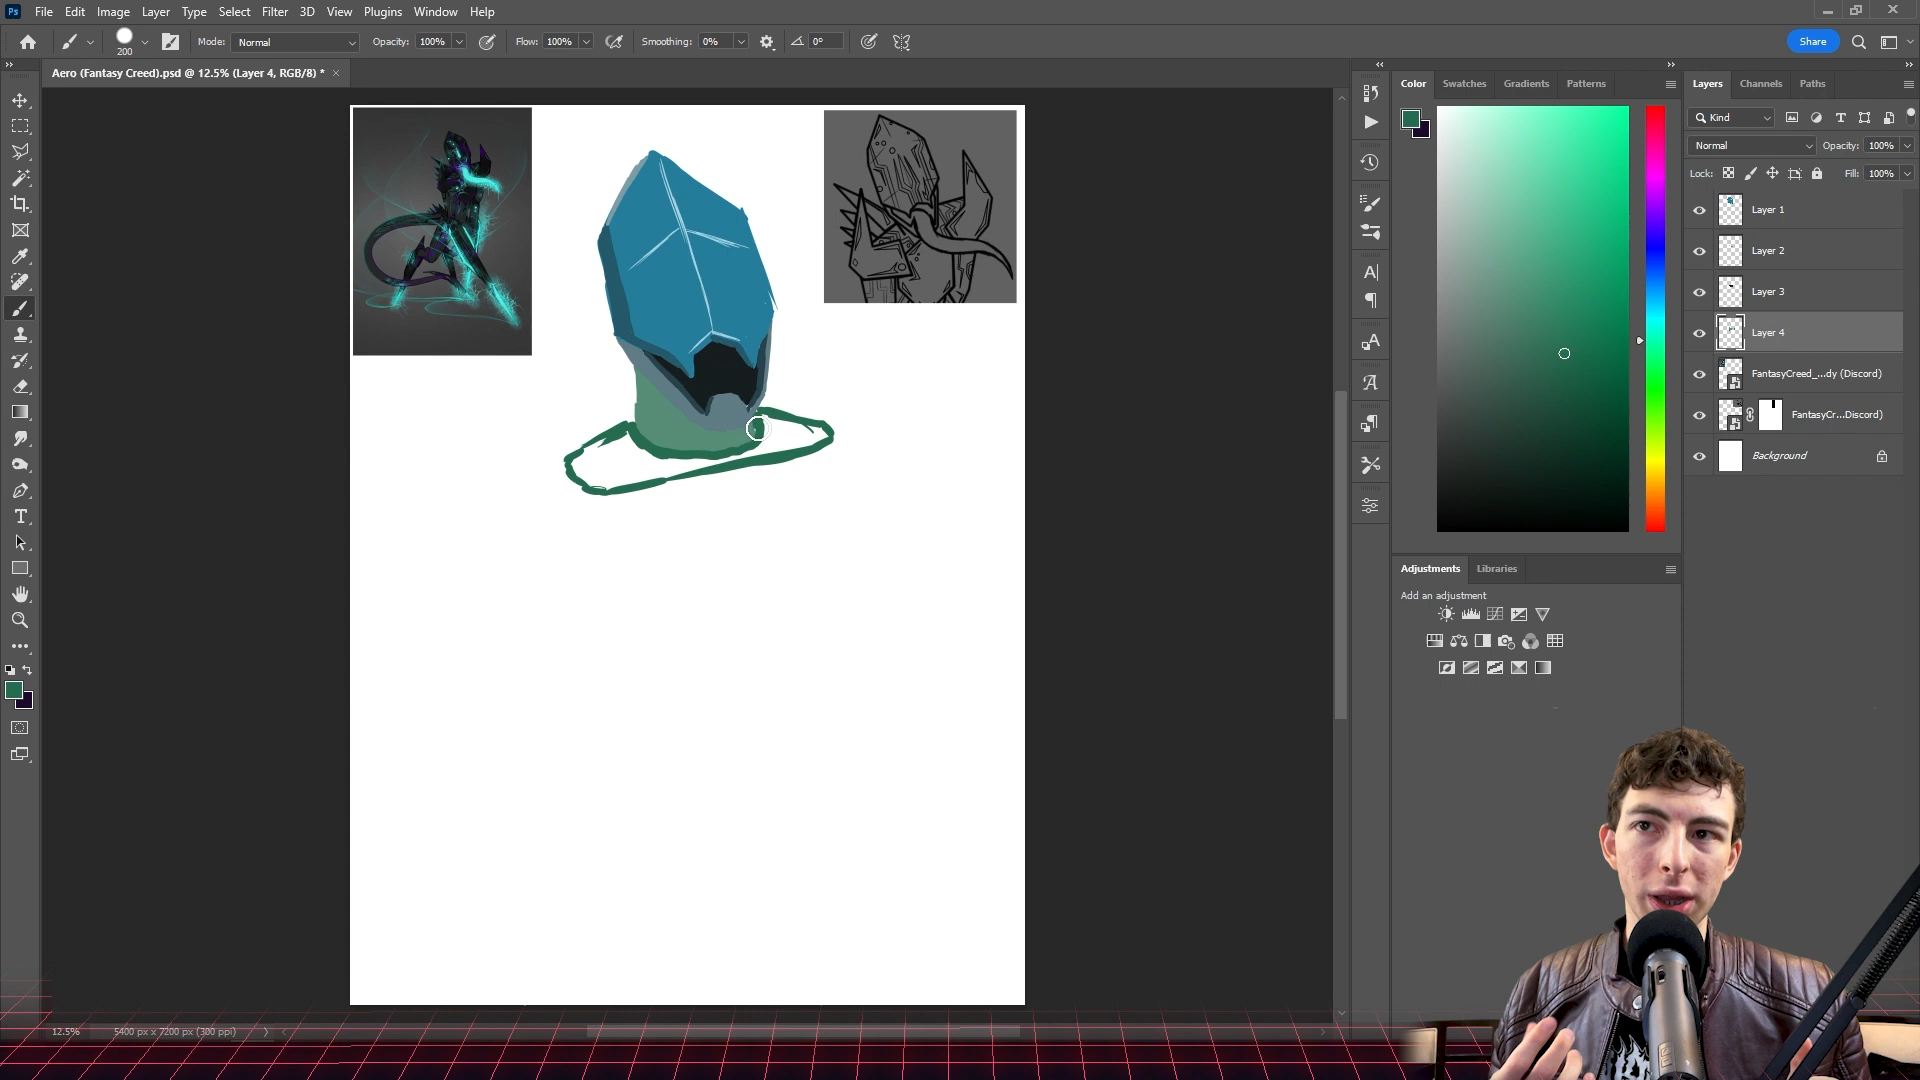 Ps File Edit Image Layer Type Select Filter 3D View Plugins Window Help
200 Mode: Normal Opacity: 100% Flow: 100% Smoothing: 0% 0° Share
Aero (Fantasy Creed).psd @ 12.5% (Layer 4, RGB/8) * ×
Color Swatches Gradients Patterns
Layers Channels Paths
Kind
Normal Opacity: 100%
Lock: Fill: 100%
Layer 1
Layer 2
Layer 3
Layer 4
FantasyCreed_...dy (Discord)
FantasyCr...Discord)
Background
Adjustments Libraries
Add an adjustment
12.5% 5400 px x 7200 px (300 ppi)